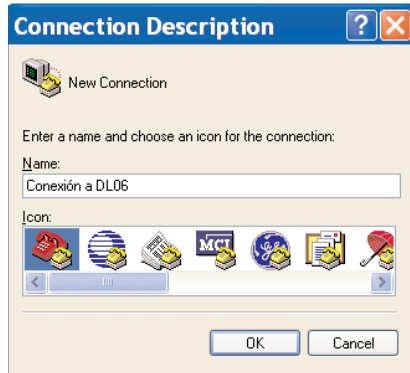 Connection Description
New Connection
Enter a name and choose an icon for the connection:
Name:
Conexión a DL06
Icon:
MCI
OK Cancel